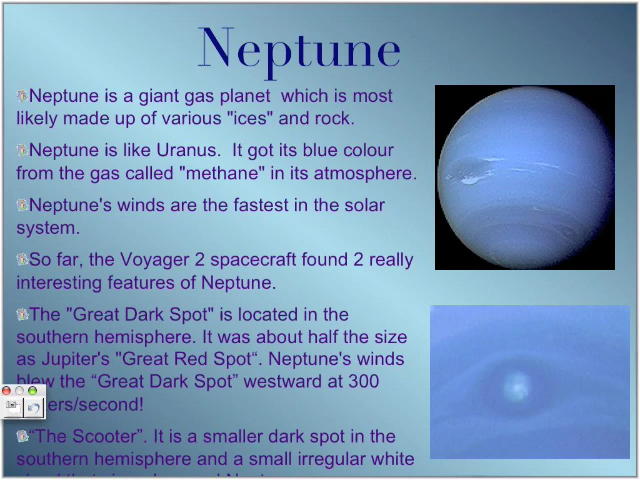 Neptune
Neptune is a giant gas planet  which is most
likely made up of various "ices" and rock.
Neptune is like Uranus.  It got its blue colour
from the gas called "methane" in its atmosphere.
Neptune's winds are the fastest in the solar
system.
So far, the Voyager 2 spacecraft found 2 really
interesting features of Neptune.
The "Great Dark Spot" is located in the
southern hemisphere. It was about half the size
as Jupiter's "Great Red Spot“. Neptune's winds
blew the “Great Dark Spot” westward at 300
ers/second!
“The Scooter”. It is a smaller dark spot in the
southern hemisphere and a small irregular white